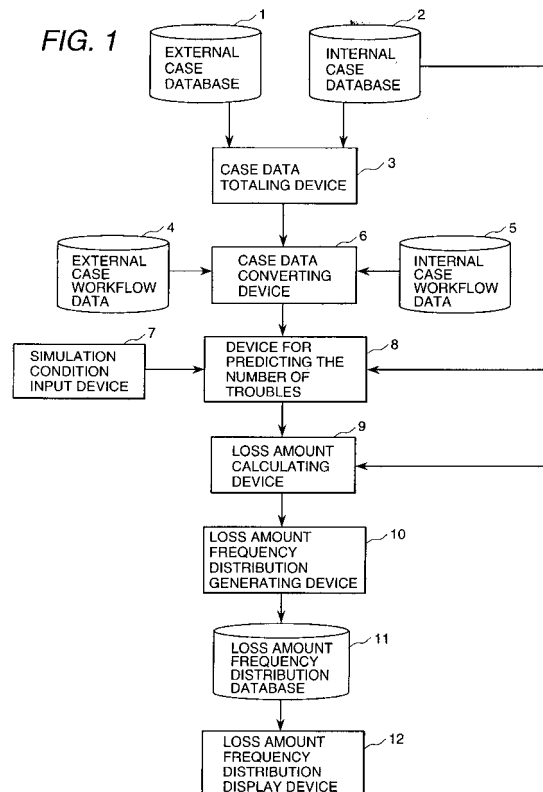 FIG. 1
1
EXTERNAL
CASE
DATABASE
2
INTERNAL
CASE
DATABASE
3
CASE DATA
TOTALING DEVICE
4
EXTERNAL
CASE
WORKFLOW
DATA
6
CASE DATA
CONVERTING
DEVICE
5
INTERNAL
CASE
WORKFLOW
DATA
7
SIMULATION
CONDITION
INPUT DEVICE
8
DEVICE FOR
PREDICTING THE
NUMBER OF
TROUBLES
9
LOSS AMOUNT
CALCULATING
DEVICE
10
LOSS AMOUNT
FREQUENCY
DISTRIBUTION
GENERATING DEVICE
11
LOSS AMOUNT
FREQUENCY
DISTRIBUTION
DATABASE
12
LOSS AMOUNT
FREQUENCY
DISTRIBUTION
DISPLAY DEVICE